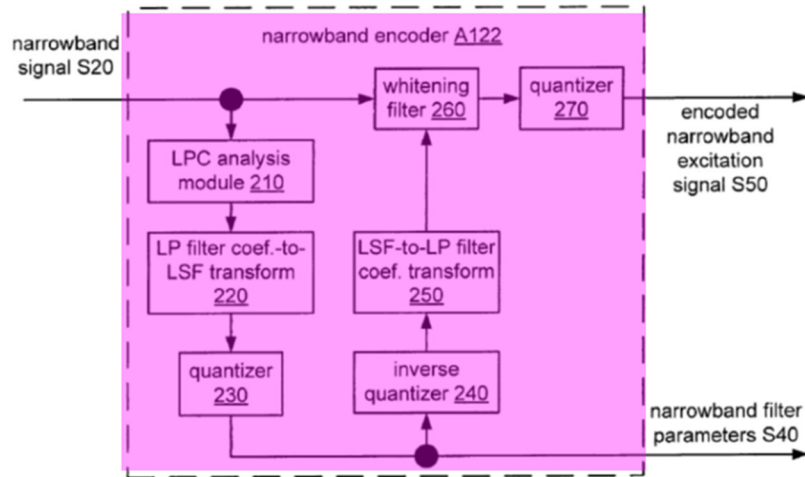 narrowband encoder A122
narrowband
signal S20
whitening
filter 260
quantizer
270
encoded
narrowband
excitation
signal S50
LPC analysis
module 210
LP filter coef.-to-
LSF transform
220
LSF-to-LP filter
coef. transform
250
quantizer
230
inverse
quantizer 240
narrowband filter
parameters S40